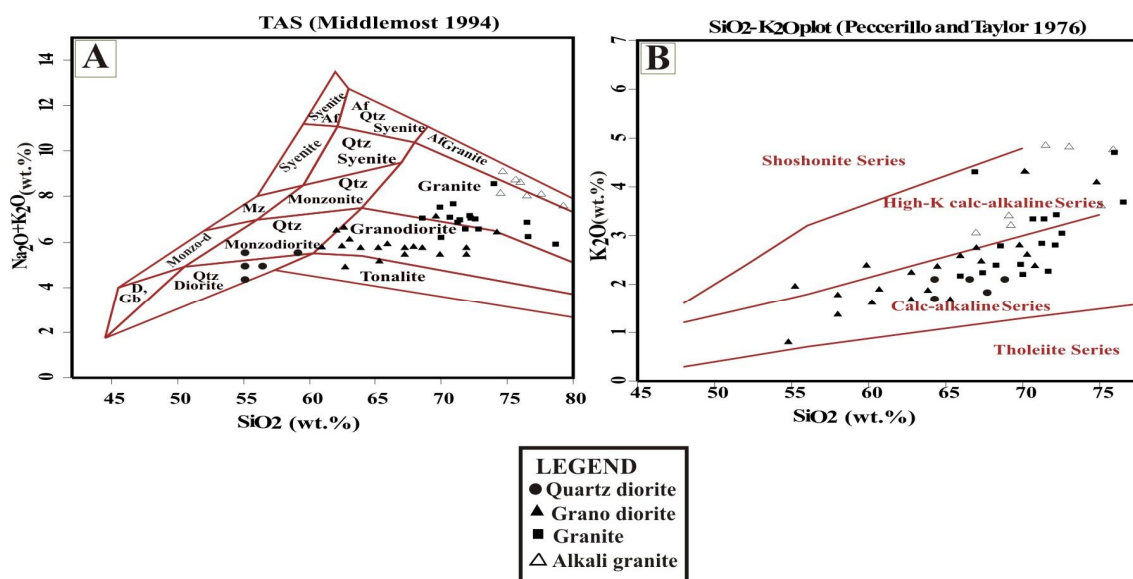 TAS (Middlemost 1994)
A
Na2O+K2O(wt.%)
14
12
10
8
6
4
2
0
Syenite
Af
Af
Qtz
Syenite
AfGranite
Syenite
Qtz
Syenite
Qtz
Monzonite
Granite
Mz
Monzo-d
Qtz
Monzodiorite
Granodiorite
Qtz
Diorite
Tonalite
D,
Gb
45 50 55 60 65 70 75 80
SiO2 (wt.%)
SiO2-K2Oplot (Peccerillo and Taylor 1976)
B
K2O(wt.%)
7
6
5
4
3
2
1
0
Shoshonite Series
High-K calc-alkaline Series
Calc-alkaline Series
Tholeiite Series
45 50 55 60 65 70 75
SiO2 (wt.%)
LEGEND
Quartz diorite
Grano diorite
Granite
Alkali granite